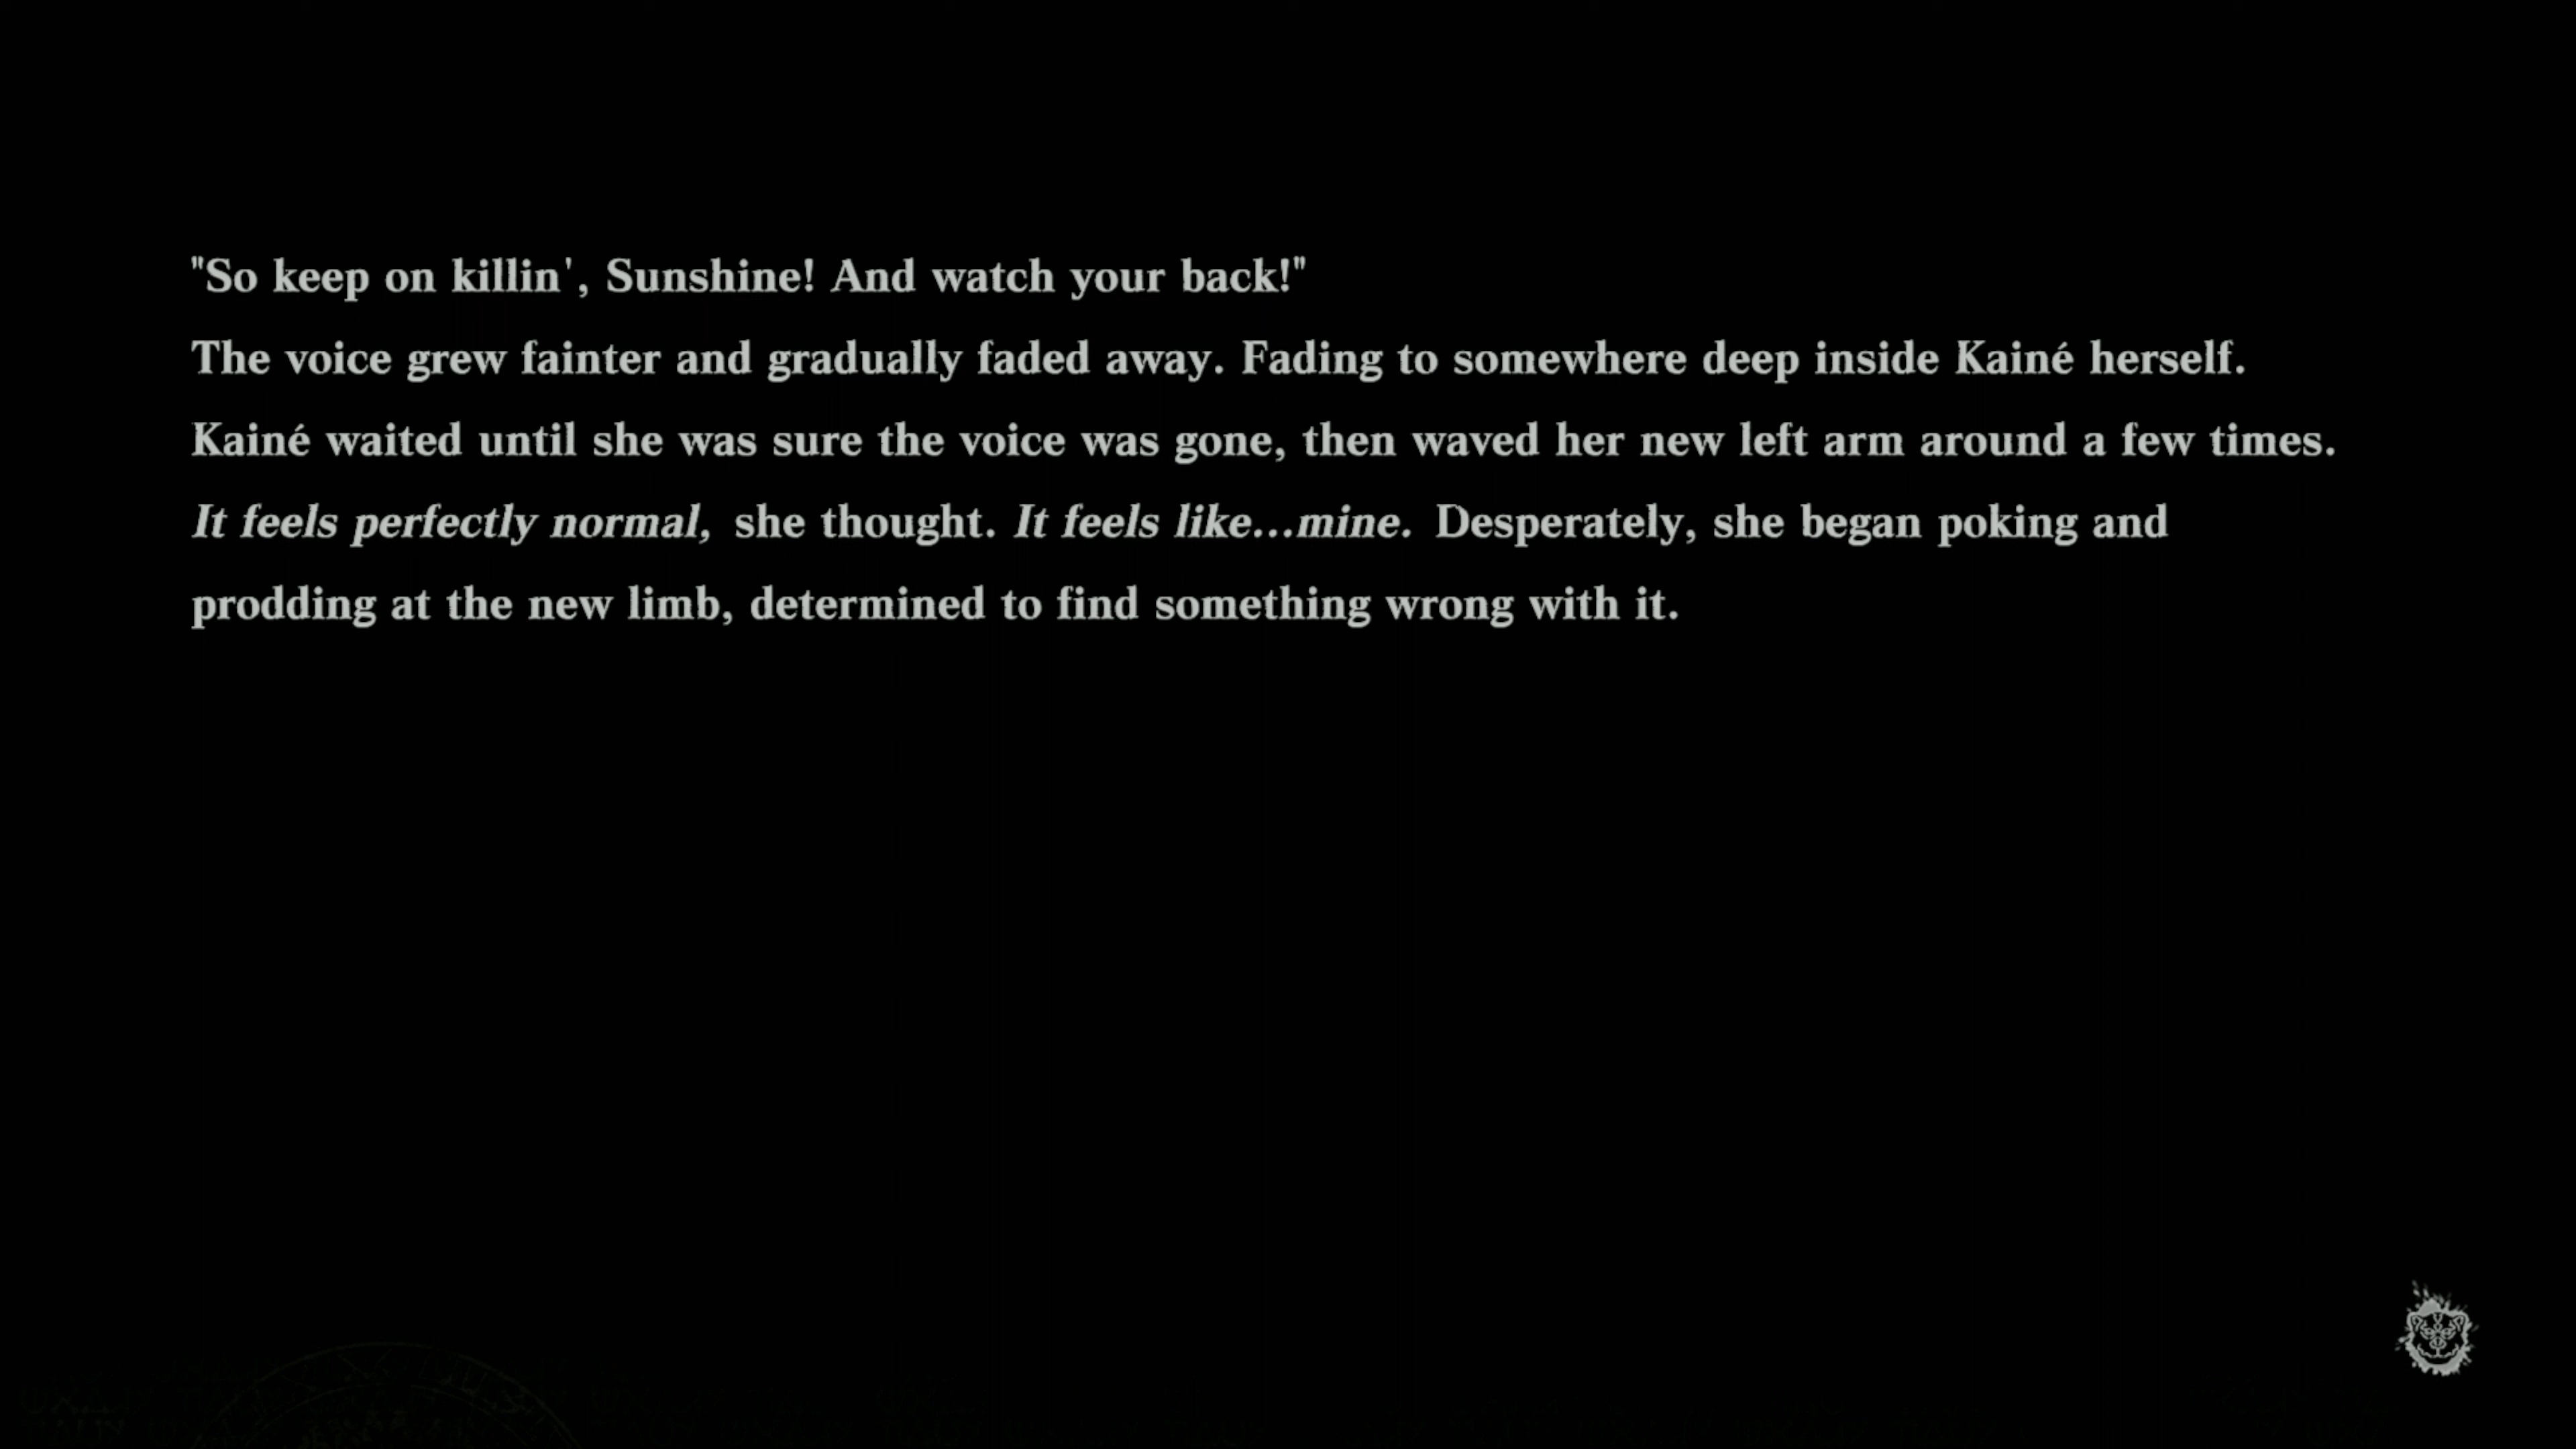 "So keep on killin', Sunshine! And watch your back!"
The voice grew fainter and gradually faded away. Fading to somewhere deep inside Kainé herself.
Kainé waited until she was sure the voice was gone, then waved her new left arm around a few times.
It feels perfectly normal, she thought. It feels like...mine. Desperately, she began poking and
prodding at the new limb, determined to find something wrong with it.